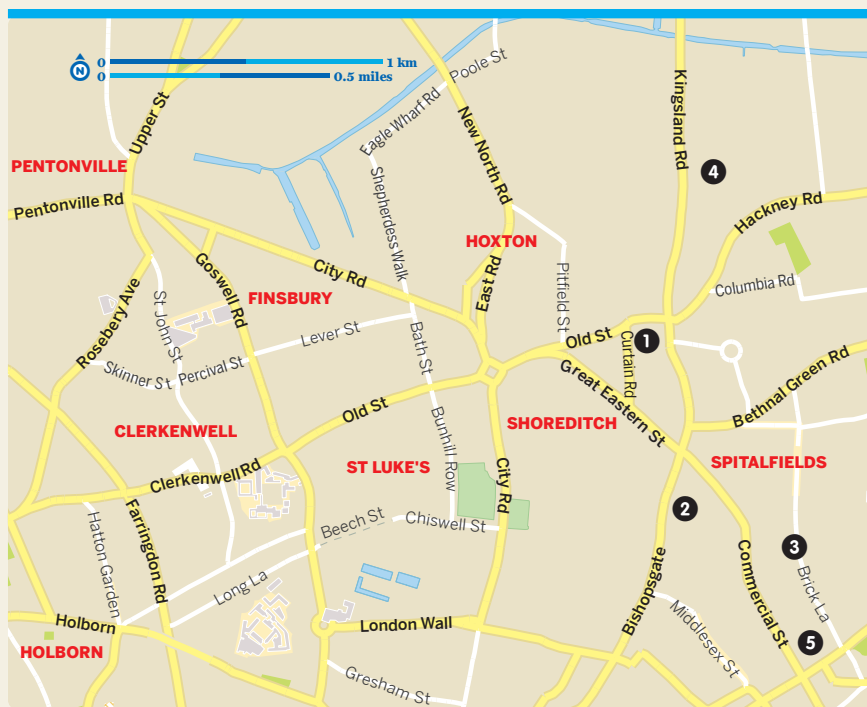 0 1 km
N
0 0.5 miles
Poole St
Eagle Wharf Rd
Upper St
New North Rd
Kingsland Rd
PENTONVILLE
4
Pentonville Rd
Shepherdess Walk
Hackney Rd
HOXTON
City Rd
Goswell Rd
East Rd
Pitfield St
Columbia Rd
FINSBURY
Rosebery Ave
St John St
Lever St
Bath St
Old St
1
Curtain Rd
Skinner St
Percival St
Great Eastern St
Bethnal Green Rd
Old St
SHOREDITCH
CLERKENWELL
Bunhill Row
ST LUKE'S
SPITALFIELDS
Clerkenwell Rd
City Rd
2
Hatton Garden
Farringdon Rd
Beech St
Chiswell St
3
Commercial St
Brick La
Long La
Bishopsgate
Holborn
London Wall
Middlesex St
5
HOLBORN
Gresham St